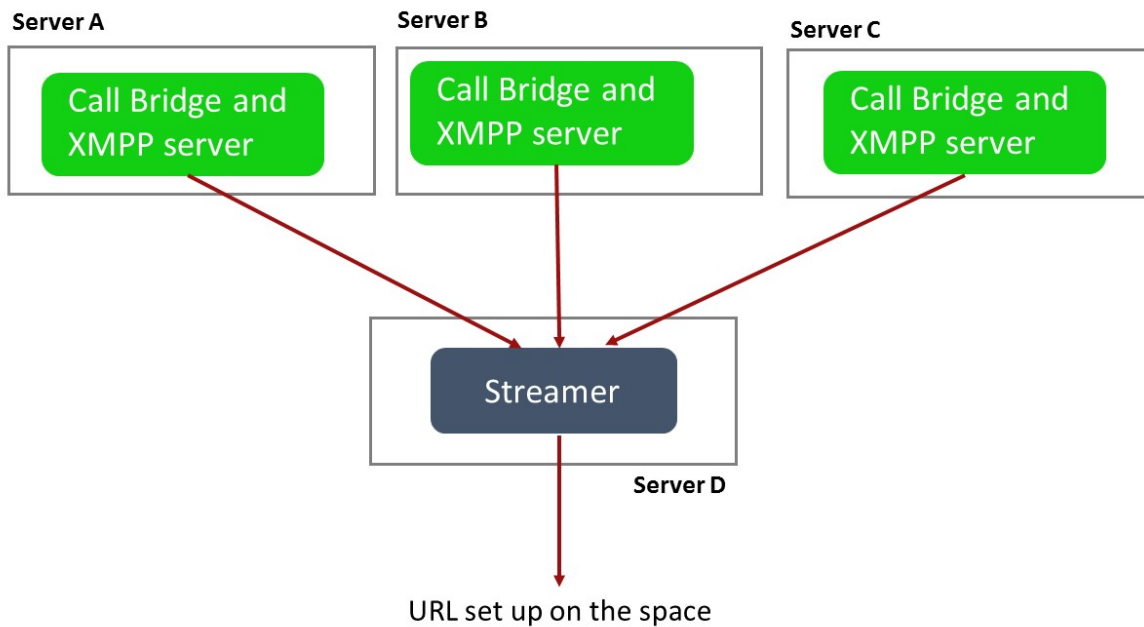 Server A
Server B
Server C
Call Bridge and
XMPP server
Call Bridge and
XMPP server
Call Bridge and
XMPP server
Streamer
Server D
URL set up on the space